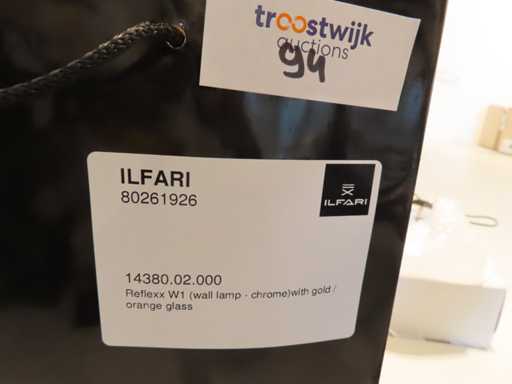 troostwijk
auctions
94
ILFARI
80261926
ILFARI
14380.02.000
Reflexx W1 (wall lamp - chrome)with gold /
orange glass